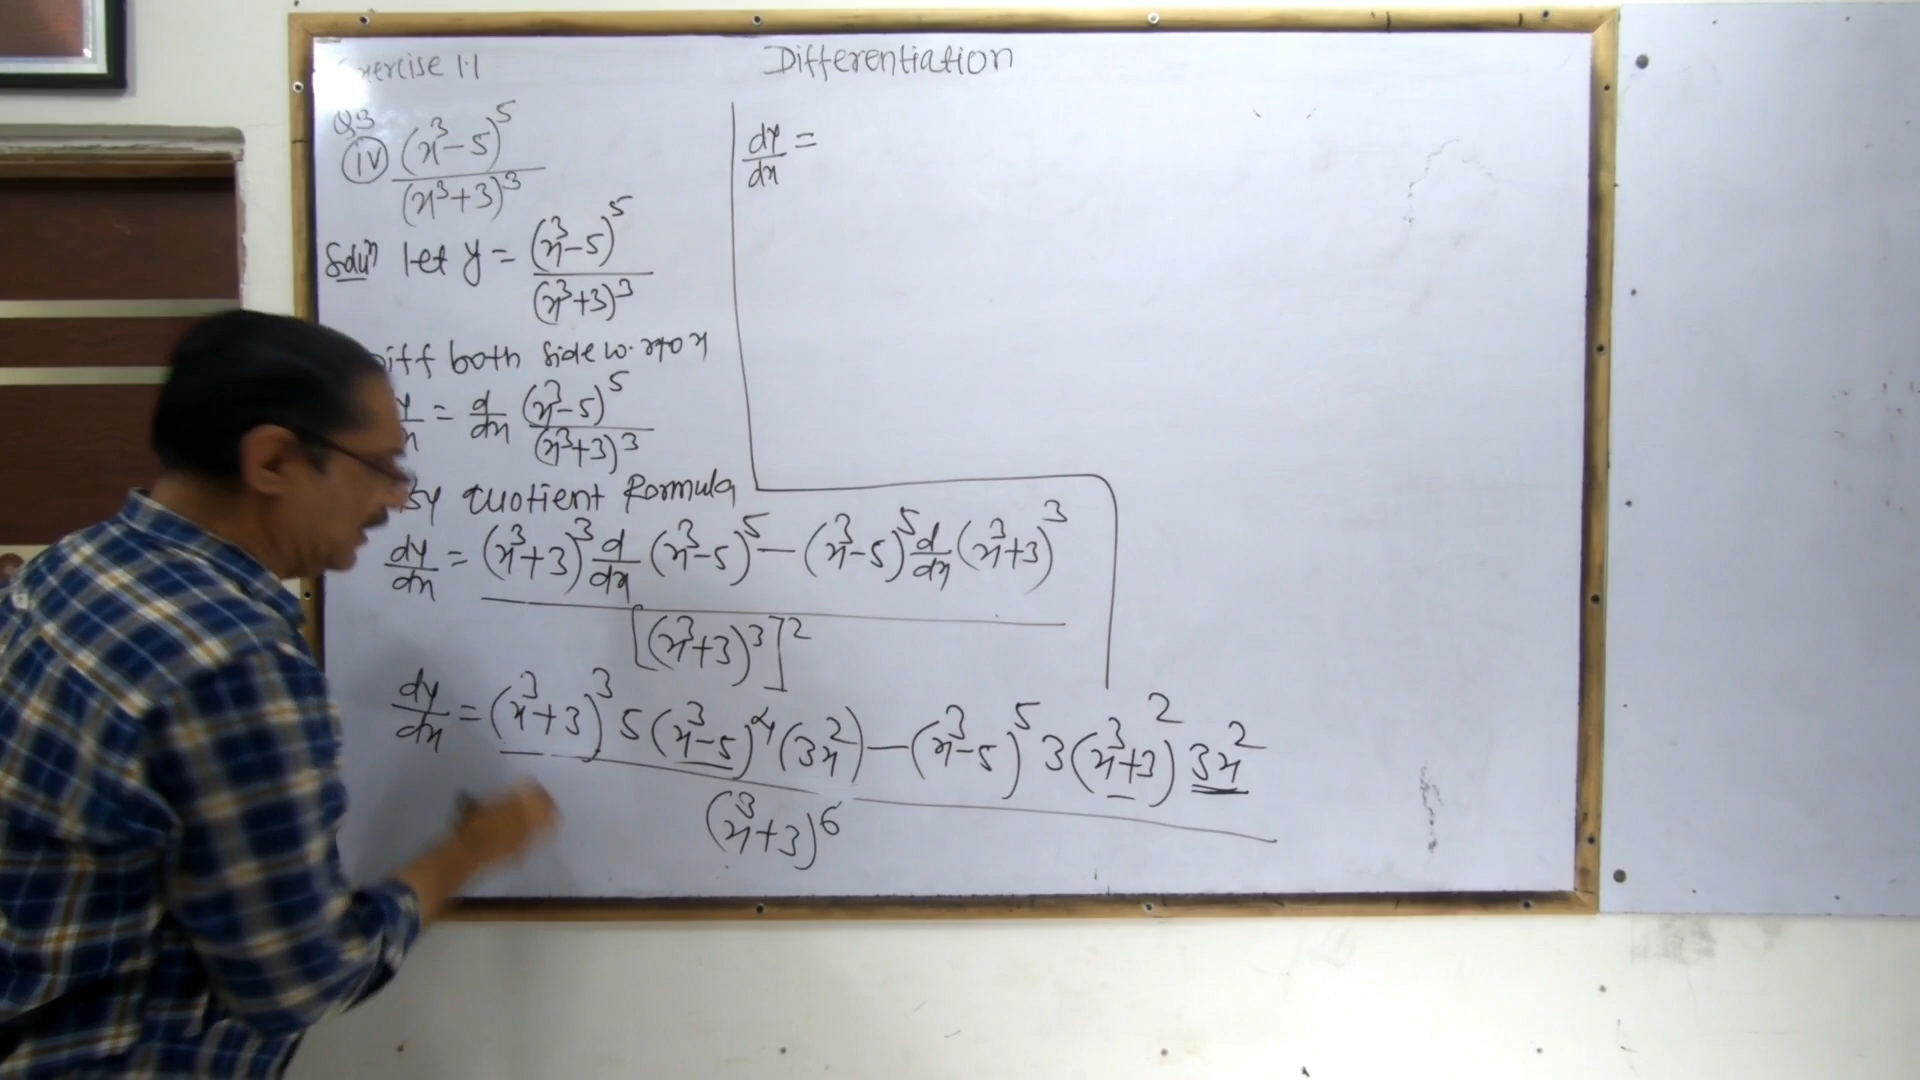 Exercise 1.1
Differentiation
Q.3
(iv) (x³-5)⁵ / (x³+3)³
Solⁿ let y = (x³-5)⁵ / (x³+3)³
Diff both side w.r.to x
dy/dx = d/dx (x³-5)⁵ / (x³+3)³
By Quotient Formula
dy/dx = (x³+3)³ d/dx (x³-5)⁵ - (x³-5)⁵ d/dx (x³+3)³ / [(x³+3)³]²
dy/dx = (x³+3)³ 5(x³-5)⁴ (3x²) - (x³-5)⁵ 3(x³+3)² 3x² / (x³+3)⁶
dy/dx =